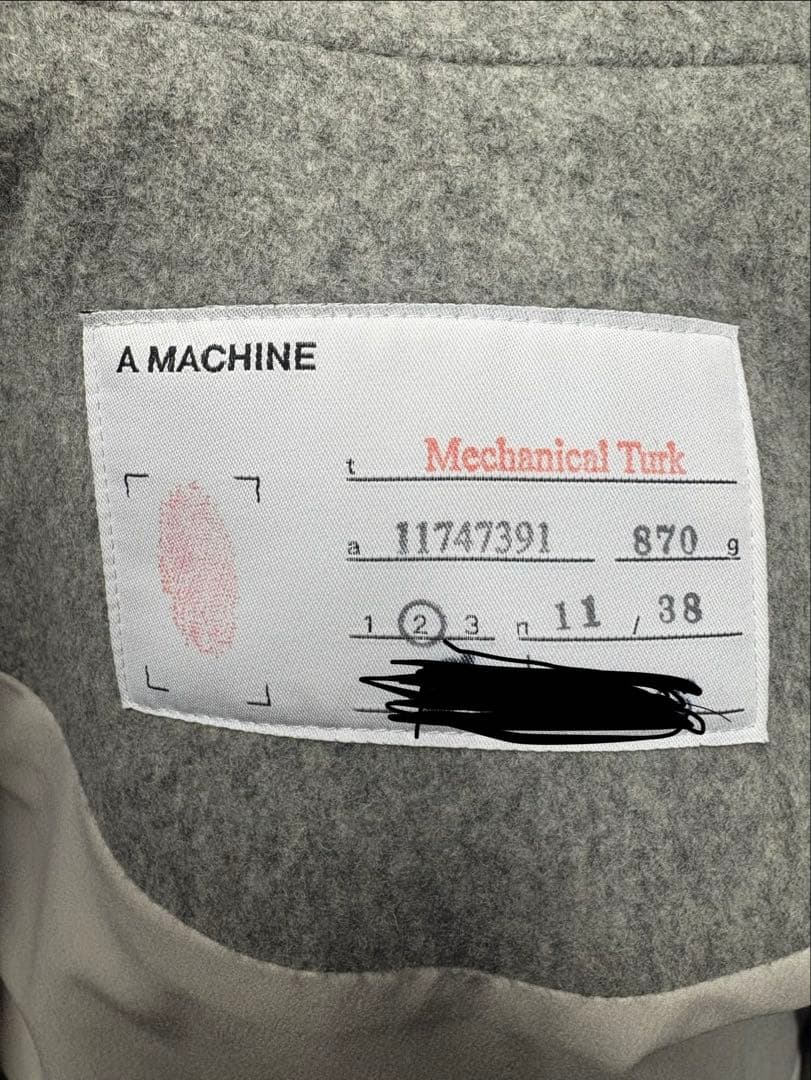 A MACHINE
t Mechanical Turk
a 11747391 870 g
1 2 3 n 11 / 38